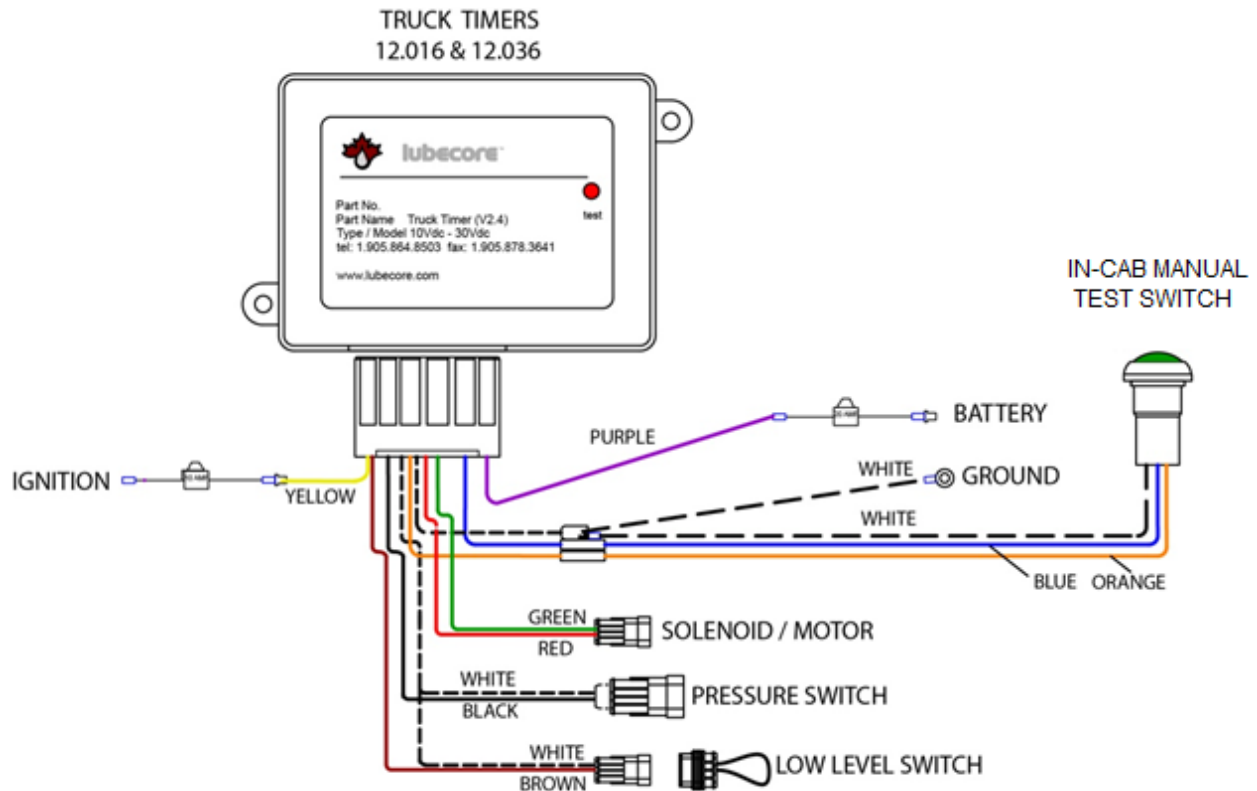 TRUCK TIMERS
12.016 & 12.036
lubecore™
test
Part No.
Part Name Truck Timer (V2.4)
Type / Model 10Vdc - 30Vdc
tel: 1.905.864.8503 fax: 1.905.878.3641
www.lubecore.com
IN-CAB MANUAL
TEST SWITCH
BATTERY
PURPLE
WHITE
GROUND
IGNITION
YELLOW
WHITE
BLUE
ORANGE
GREEN
SOLENOID / MOTOR
RED
WHITE
PRESSURE SWITCH
BLACK
WHITE
LOW LEVEL SWITCH
BROWN